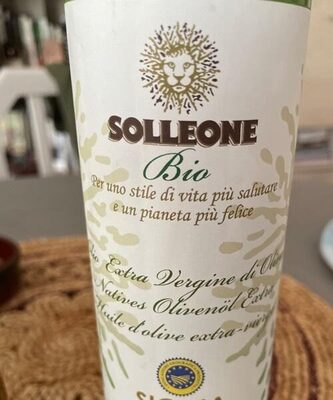 SOLLEONE
Bio
Per uno stile di vita più salutare
e un pianeta più felice
Extra Vergine di
Natives Olivenöl Extra
Huile d'olive extra-